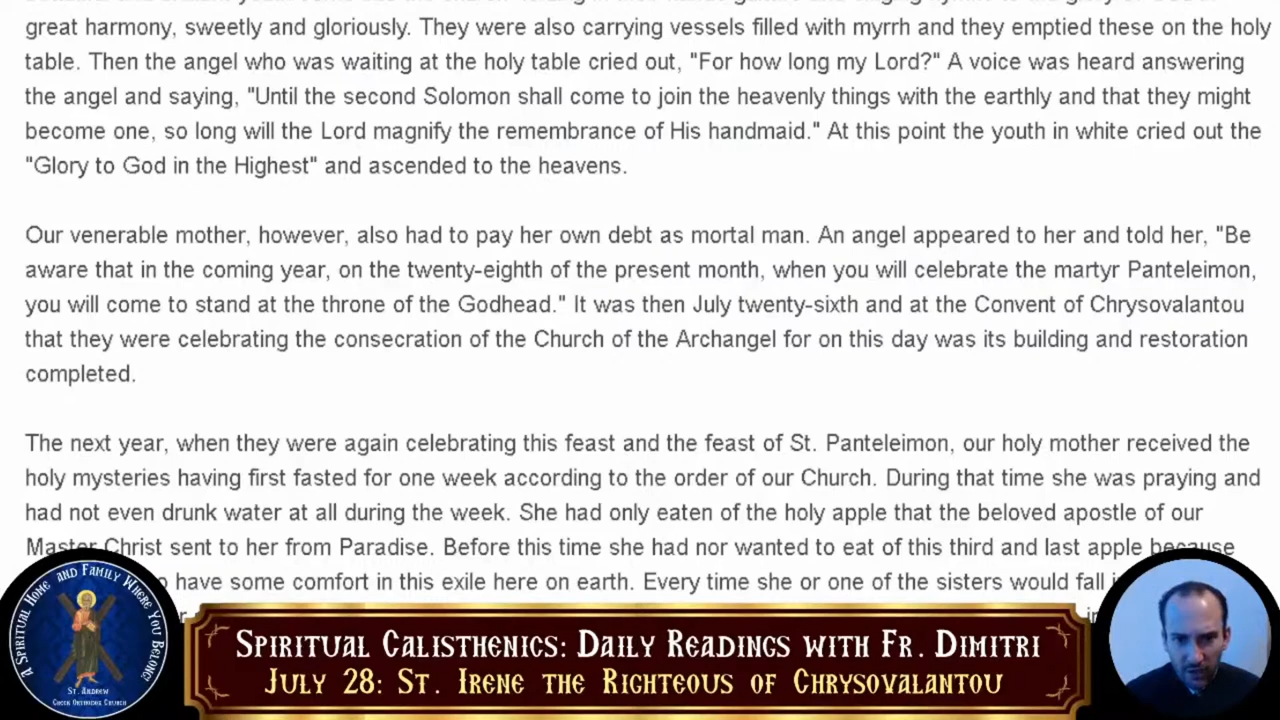 great harmony, sweetly and gloriously. They were also carrying vessels filled with myrrh and they emptied these on the holy
table. Then the angel who was waiting at the holy table cried out, "For how long my Lord?" A voice was heard answering
the angel and saying, "Until the second Solomon shall come to join the heavenly things with the earthly and that they might
become one, so long will the Lord magnify the remembrance of His handmaid." At this point the youth in white cried out the
"Glory to God in the Highest" and ascended to the heavens.
Our venerable mother, however, also had to pay her own debt as mortal man. An angel appeared to her and told her, "Be
aware that in the coming year, on the twenty-eighth of the present month, when you will celebrate the martyr Panteleimon,
you will come to stand at the throne of the Godhead." It was then July twenty-sixth and at the Convent of Chrysovalantou
that they were celebrating the consecration of the Church of the Archangel for on this day was its building and restoration
completed.
The next year, when they were again celebrating this feast and the feast of St. Panteleimon, our holy mother received the
holy mysteries having first fasted for one week according to the order of our Church. During that time she was praying and
had not even drunk water at all during the week. She had only eaten of the holy apple that the beloved apostle of our
Master Christ sent to her from Paradise. Before this time she had nor wanted to eat of this third and last apple because
have some comfort in this exile here on earth. Every time she or one of the sisters would fall
A Spiritual Home and Family Where You Belong!
St. Andrew
Greek Orthodox Church
Spiritual Calisthenics: Daily Readings with Fr. Dimitri
July 28: St. Irene the Righteous of Chrysovalantou